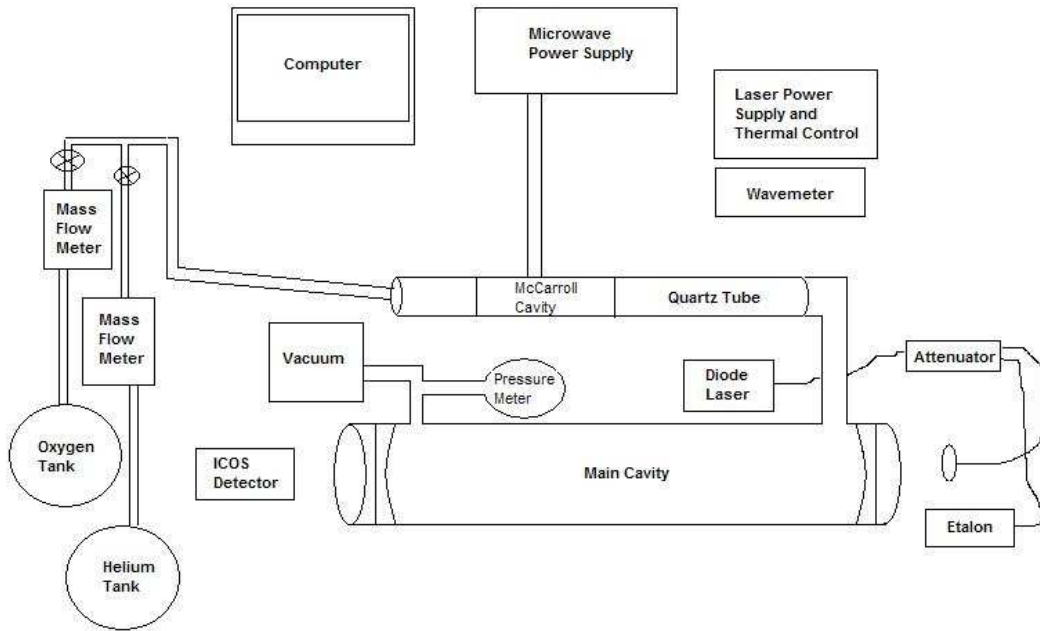 Computer
Microwave
Power Supply
Laser Power
Supply and
Thermal Control
Wavemeter
Mass
Flow
Meter
Mass
Flow
Meter
McCarroll
Cavity
Quartz Tube
Vacuum
Pressure
Meter
Diode
Laser
Attenuator
Oxygen
Tank
ICOS
Detector
Main Cavity
Etalon
Helium
Tank